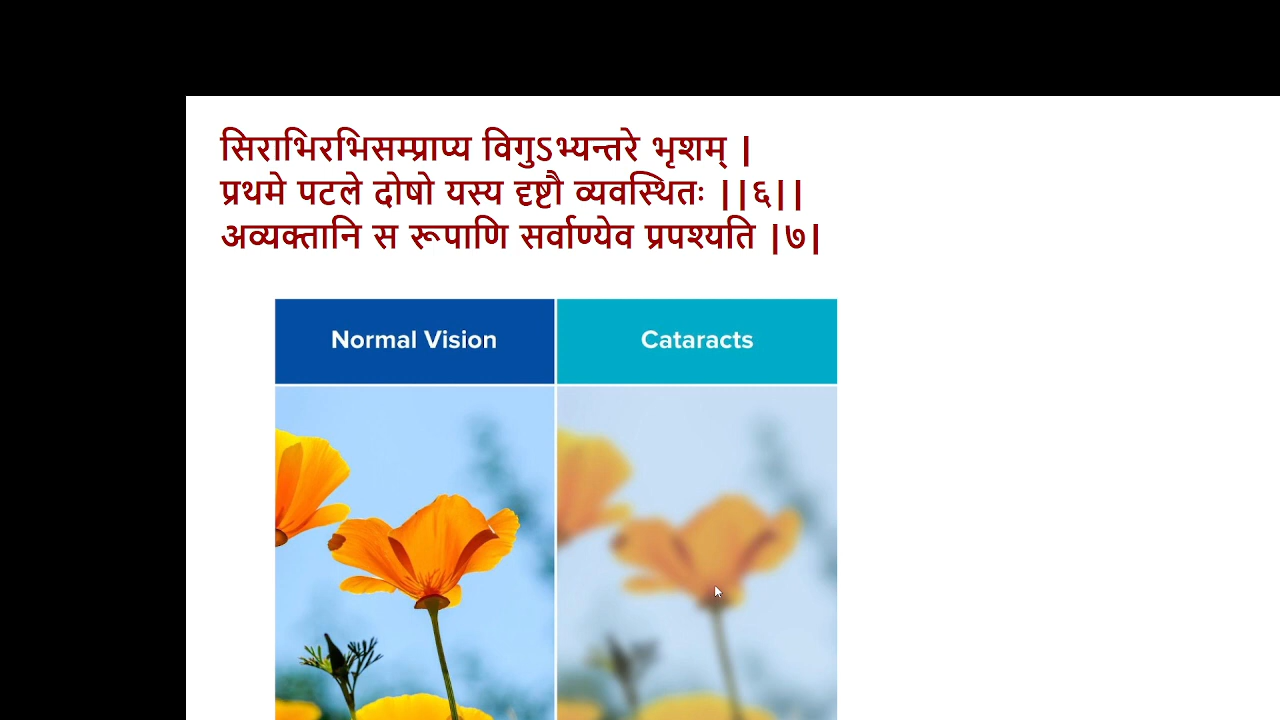 सिराभिरभिसम्प्राप्य विगुऽभ्यन्तरे भृशम् |
प्रथमे पटले दोषो यस्य दृष्टौ व्यवस्थितः ||६||
अव्यक्तानि स रूपाणि सर्वाण्येव प्रपश्यति |७|
Normal Vision
Cataracts